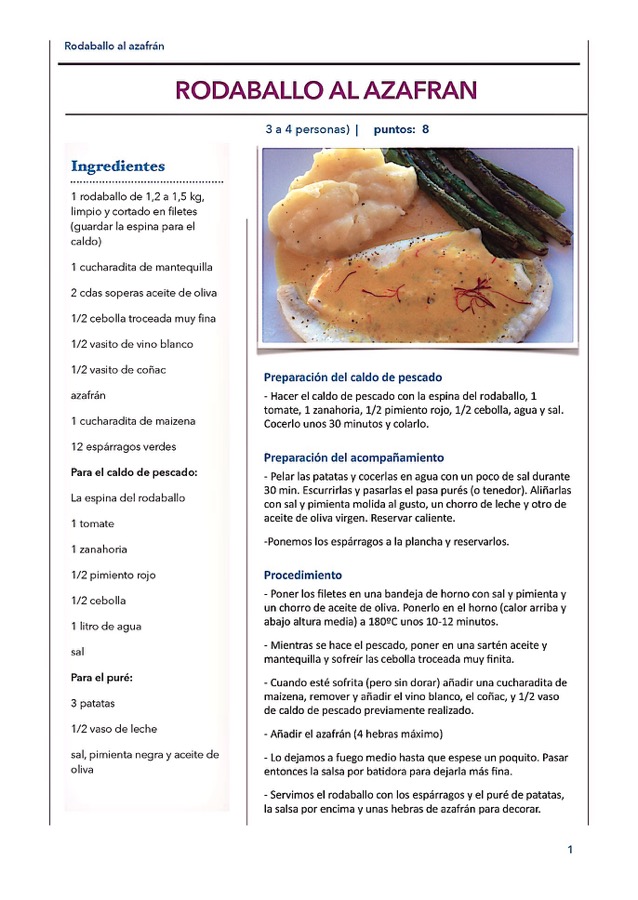 Rodaballo al azafrán
RODABALLO AL AZAFRAN
3 a 4 personas) | puntos: 8
Ingredientes
1 rodaballo de 1,2 a 1,5 kg,
limpio y cortado en filetes
(guardar la espina para el
caldo)
1 cucharadita de mantequilla
2 cdas soperas aceite de oliva
1/2 cebolla troceada muy fina
1/2 vasito de vino blanco
1/2 vasito de coñac
azafrán
1 cucharadita de maizena
12 espárragos verdes
Para el caldo de pescado:
La espina del rodaballo
1 tomate
1 zanahoria
1/2 pimiento rojo
1/2 cebolla
1 litro de agua
sal
Para el puré:
3 patatas
1/2 vaso de leche
sal, pimienta negra y aceite de
oliva
Preparación del caldo de pescado
- Hacer el caldo de pescado con la espina del rodaballo, 1
tomate, 1 zanahoria, 1/2 pimiento rojo, 1/2 cebolla, agua y sal.
Cocerlo unos 30 minutos y colarlo.
Preparación del acompañamiento
- Pelar las patatas y cocerlas en agua con un poco de sal durante
30 min. Escurrirlas y pasarlas el pasa purés (o tenedor). Aliñarlas
con sal y pimienta molida al gusto, un chorro de leche y otro de
aceite de oliva virgen. Reservar caliente.
-Ponemos los espárragos a la plancha y reservarlos.
Procedimiento
- Poner los filetes en una bandeja de horno con sal y pimienta y
un chorro de aceite de oliva. Ponerlo en el horno (calor arriba y
abajo altura media) a 180ºC unos 10-12 minutos.
- Mientras se hace el pescado, poner en una sartén aceite y
mantequilla y sofreír las cebolla troceada muy finita.
- Cuando esté sofrita (pero sin dorar) añadir una cucharada de
maizena, remover y añadir el vino blanco, el coñac, y 1/2 vaso
de caldo de pescado previamente realizado.
- Añadir el azafrán (4 hebras máximo)
- Lo dejamos a fuego medio hasta que espese un poquito. Pasar
entonces la salsa por batidora para dejarla más fina.
- Servimos el rodaballo con los espárragos y el puré de patatas,
la salsa por encima y unas hebras de azafrán para decorar.
1